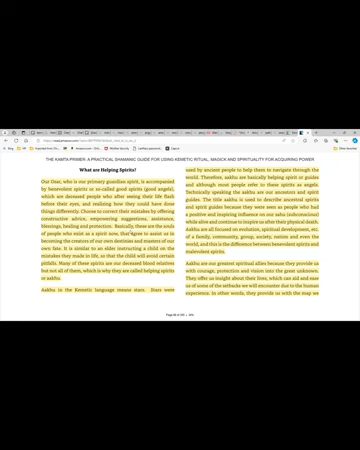 THE KAMTA PRIMER: A PRACTICAL SHAMANIC GUIDE FOR USING KEMETIC RITUAL, MAGICK AND SPIRITUALITY FOR ACQUIRING POWER
What are Helping Spirits?
Our Osar, who is our primary guardian spirit, is accompanied
by benevolent spirits or so-called good spirits (good angels),
which are deceased people who after seeing their life flash
before their eyes, and realizing how they could have done
things differently. Choose to correct their mistakes by offering
constructive advice, empowering suggestions, assistance,
blessings, healing and protection. Basically, these are the souls
of people who exist as a spirit now, that agree to assist us in
becoming the creators of our own destinies and masters of our
own fate. It is similar to an elder instructing a child on the
mistakes they made in life, so that the child will avoid certain
pitfalls. Many of these spirits are our deceased blood relatives
but not all of them, which is why they are called helping spirits
or aakhu.
Aakhu in the Kemetic language means stars. Stars were
used by ancient people to help them to navigate through the
world. Therefore, aakhu are basically helping spirit or guides
and although most people refer to these spirits as angels.
Technically speaking the aakhu are our ancestors and spirit
guides. The title aakhu is used to describe ancestral spirits
and spirit guides because they were seen as people who had
a positive and inspiring influence on our sahu (subconscious)
while alive and continue to inspire us after their physical death.
Aakhu are all focused on evolution, spiritual development, etc.
of a family, community, group, society, nation and even the
world, and this is the difference between benevolent spirits and
malevolent spirits.
Aakhu are our greatest spiritual allies because they provide us
with courage, protection and vision into the great unknown.
They offer us insight about their lives, which can aid and ease
us of some of the setbacks we will encounter due to the human
experience. In other words, they provide us with the map we